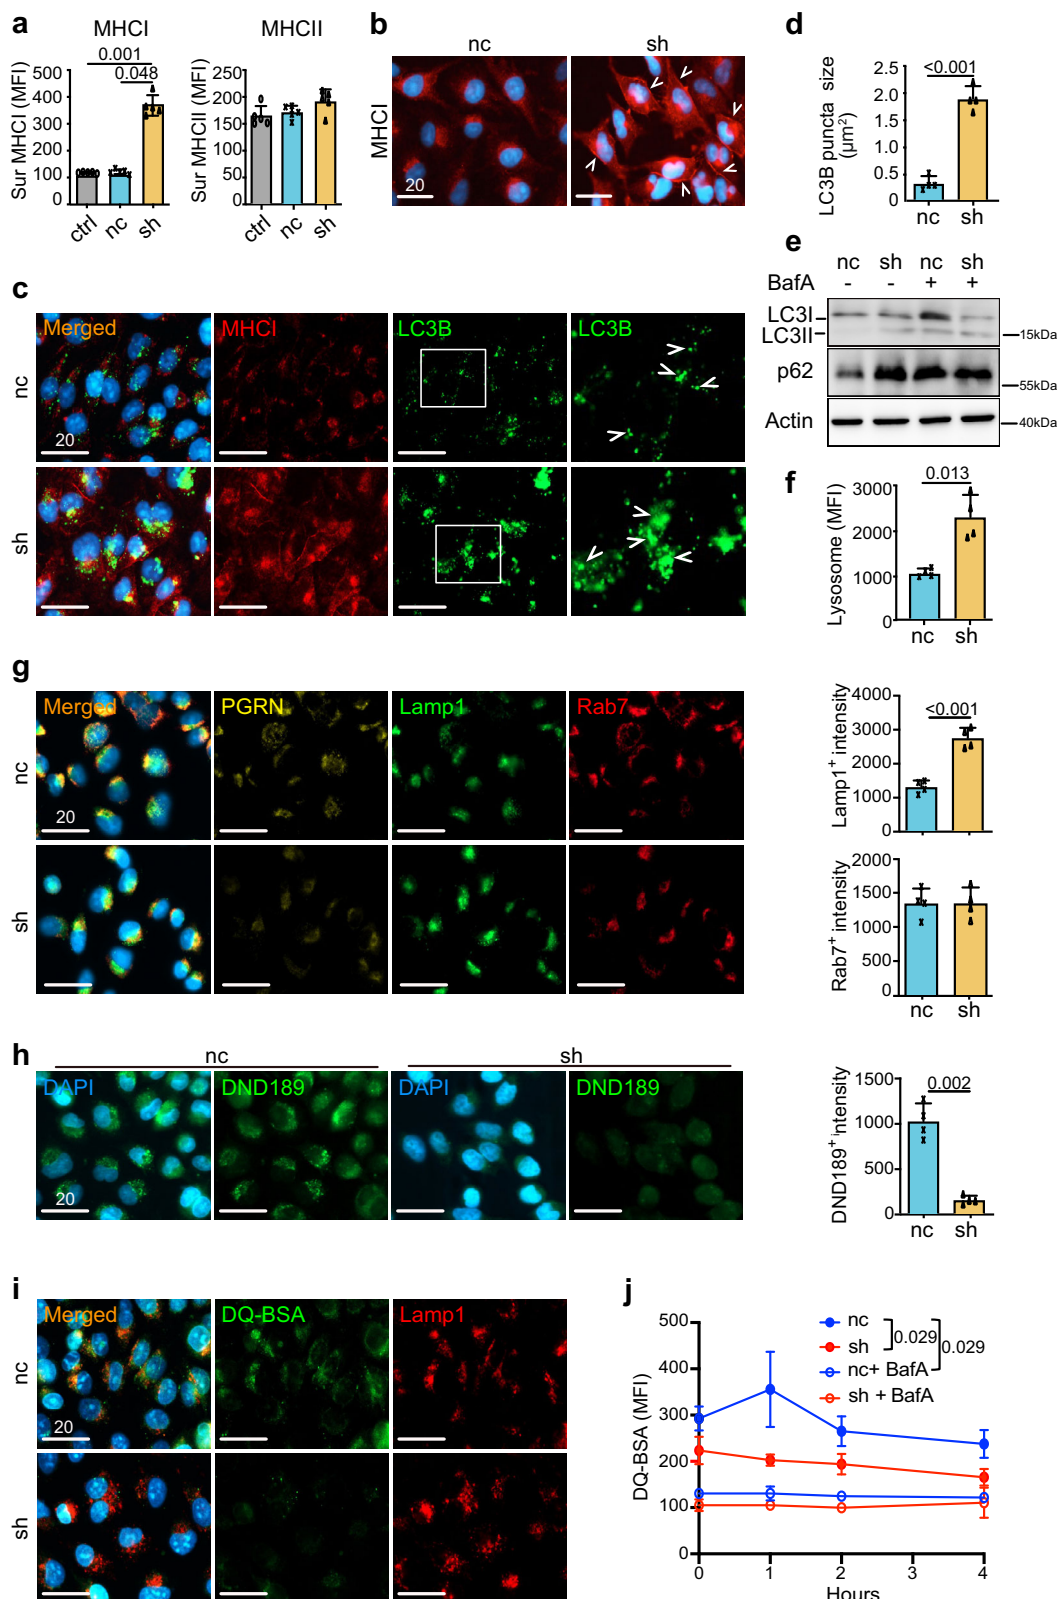 a
MHCI
0.001
0.048
Sur MHCI (MFI)
500
400
300
200
100
0
ctrl
nc
sh
MHCII
Sur MHCII (MFI)
250
200
150
100
50
0
ctrl
nc
sh
b
nc
sh
MHCI
20
d
<0.001
LC3B puncta size
(μm²)
2.5
2.0
1.5
1.0
0.5
0
nc
sh
e
nc sh nc sh
BafA - - + +
LC3I
LC3II
15kDa
p62
55kDa
Actin
40kDa
c
Merged
MHCI
LC3B
LC3B
nc
20
sh
f
0.013
Lysosome (MFI)
3000
2000
1000
0
nc
sh
g
Merged
PGRN
Lamp1
Rab7
nc
20
sh
<0.001
Lamp1⁺ intensity
4000
3000
2000
1000
0
Rab7⁺ intensity
2000
1500
1000
500
0
nc
sh
h
nc
sh
DAPI
DND189
DAPI
DND189
20
0.002
DND189⁺ intensity
1500
1000
500
0
nc
sh
i
Merged
DQ-BSA
Lamp1
nc
20
sh
j
nc
sh
nc+ BafA
sh + BafA
0.029
0.029
DQ-BSA (MFI)
500
400
300
200
100
0
0 1 2 3 4
Hours